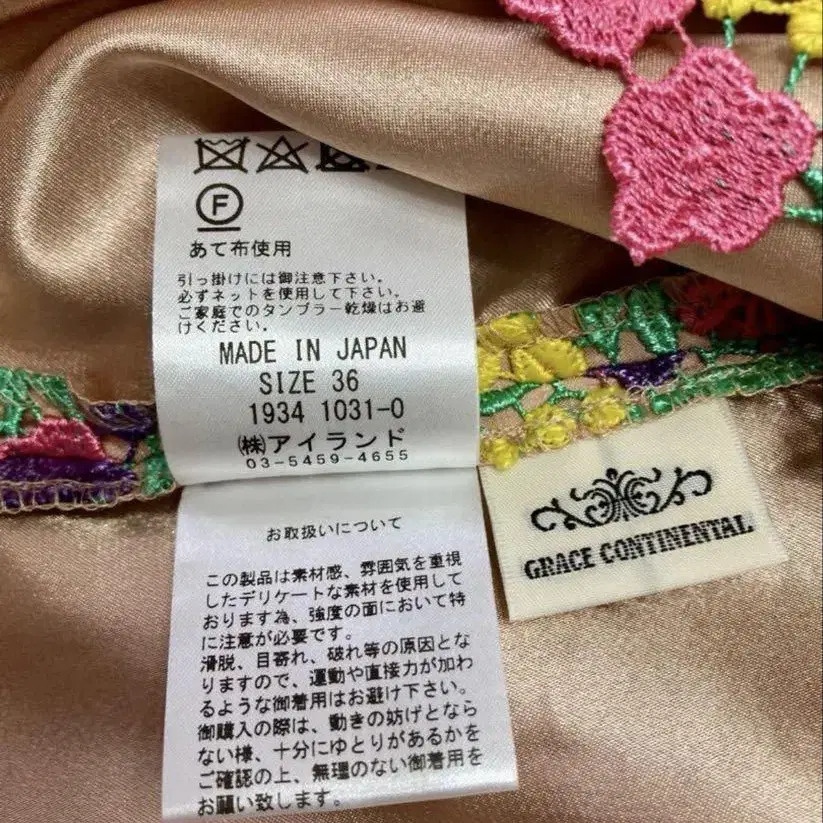 F
あて布使用
引っ掛けには御注意下さい。
必ずネットを使用して下さい。
ご家庭でのタンブラー乾燥はお避
けください。
MADE IN JAPAN
SIZE 36
1934 1031-0
㈱アイランド
03-5459-4655
お取扱いについて
この製品は素材感、雰囲気を重視
したデリケートな素材を使用して
おります為、強度の面において特
に注意が必要です。
滑脱、目寄れ、破れ等の原因とな
りますので、運動や直接力が加わ
るような御着用はお避け下さい。
御購入の際は、動きの妨げとなら
ない様、十分にゆとりがあるかを
ご確認の上、無理のない御着用を
お願い致します。
GRACE CONTINENTAL